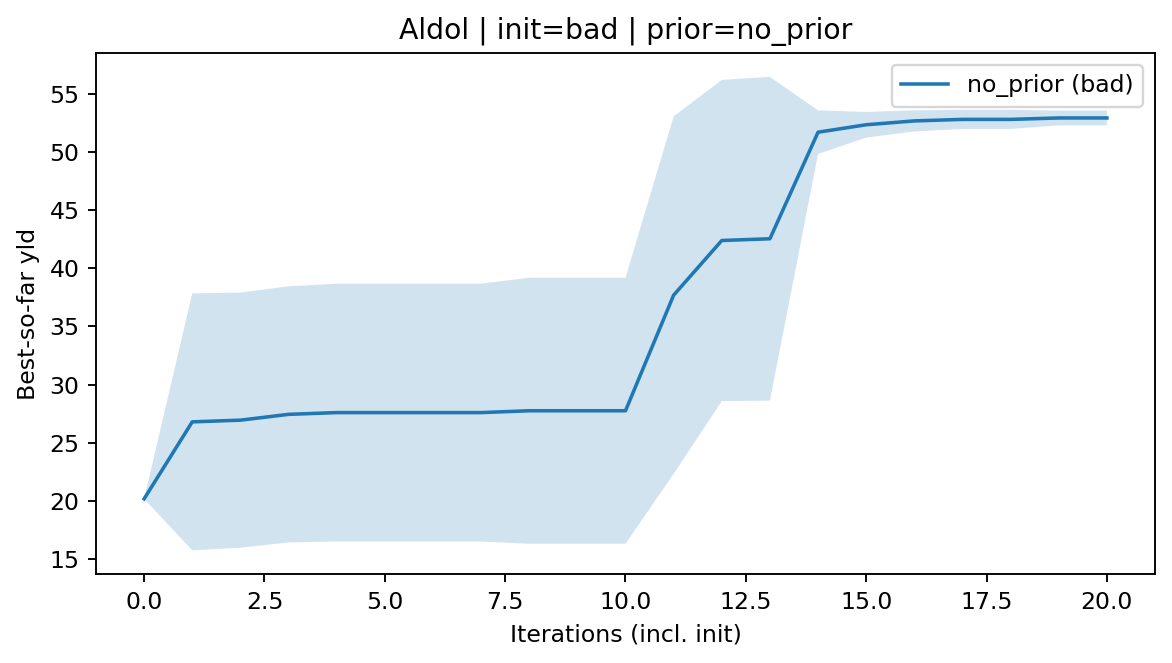 Aldol | init=bad | prior=no_prior
no_prior (bad)
Best-so-far yld
55
50
45
40
35
30
25
20
15
0.0 2.5 5.0 7.5 10.0 12.5 15.0 17.5 20.0
Iterations (incl. init)